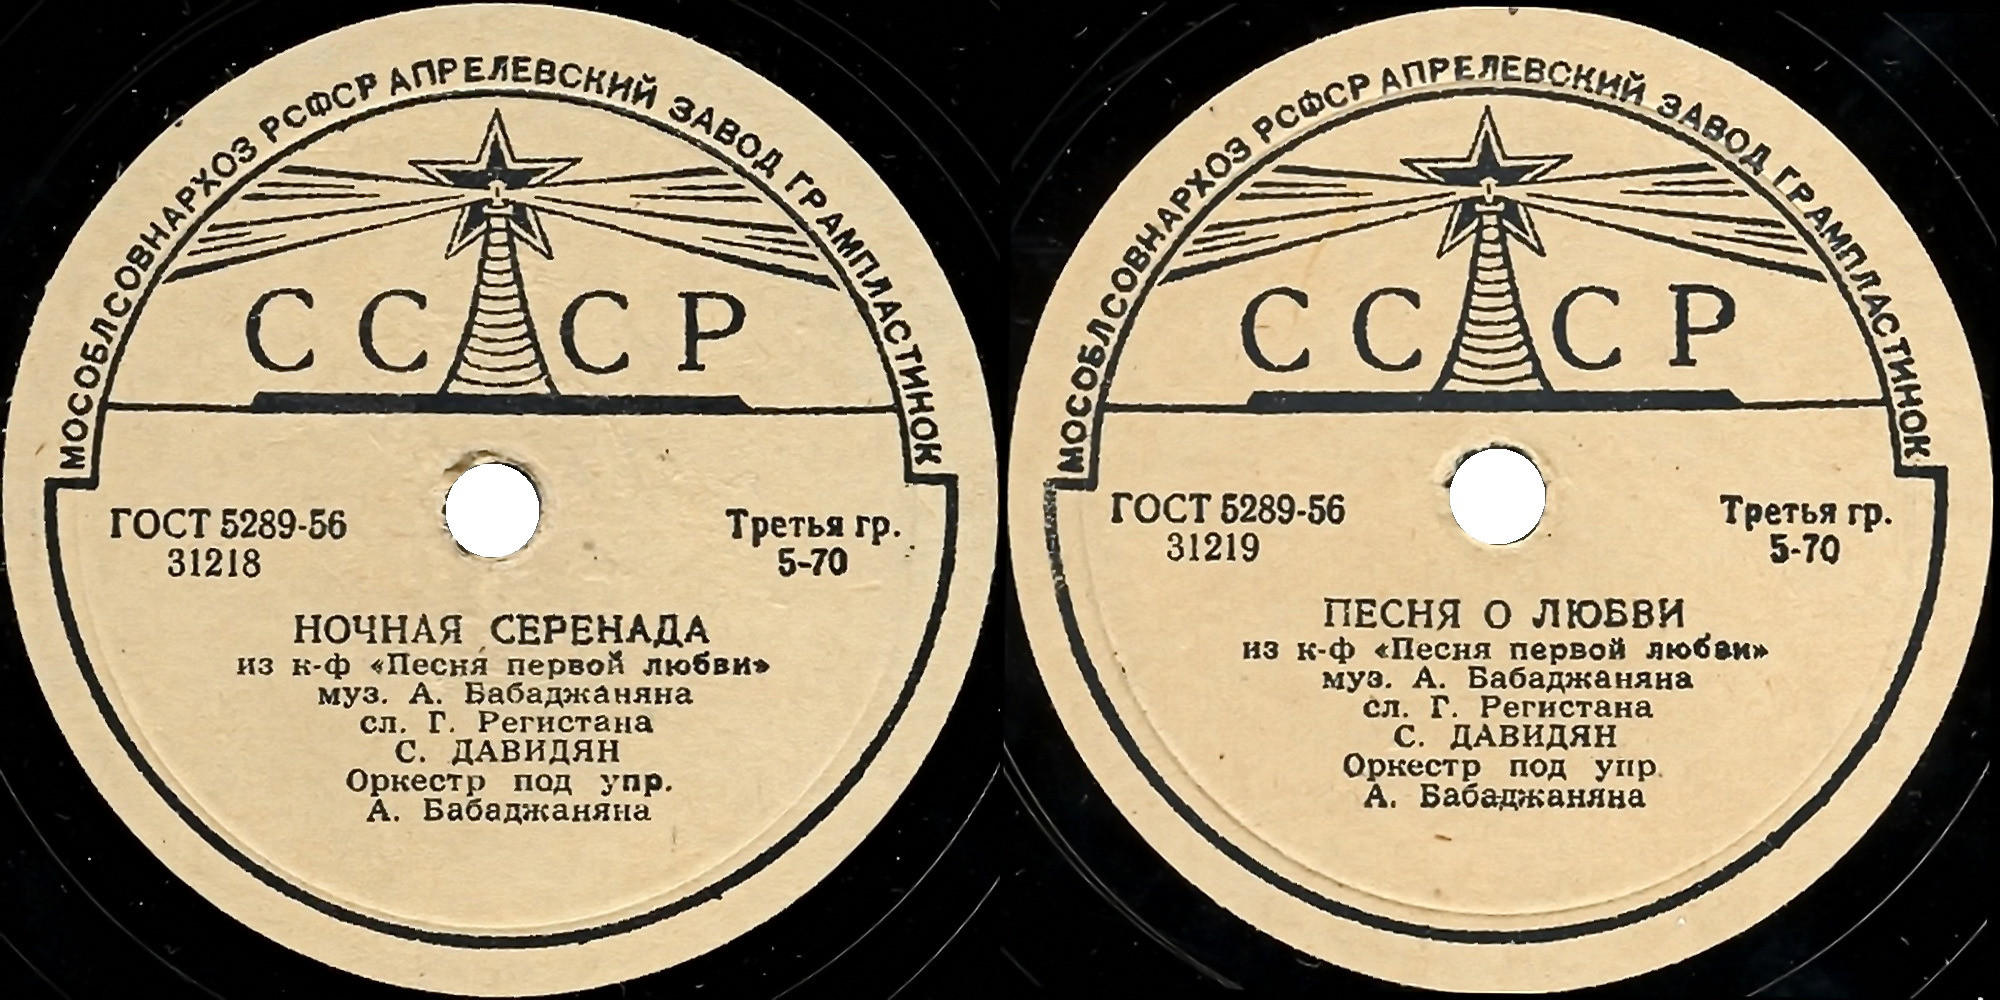 МОСОБЛСОВНАРХОЗ РСФСР АПРЕЛЕВСКИЙ ЗАВОД ГРАМПЛАСТИНОК
СССР
ГОСТ 5289-56
31218
Третья гр.
5-70
НОЧНАЯ СЕРЕНАДА
из к-ф «Песня первой любви»
муз. А. Бабаджаняна
сл. Г. Регистана
С. ДАВИДЯН
Оркестр под упр.
А. Бабаджаняна
МОСОБЛСОВНАРХОЗ РСФСР АПРЕЛЕВСКИЙ ЗАВОД ГРАМПЛАСТИНОК
СССР
ГОСТ 5289-56
31219
Третья гр.
5-70
ПЕСНЯ О ЛЮБВИ
из к-ф «Песня первой любви»
муз. А. Бабаджаняна
сл. Г. Регистана
С. ДАВИДЯН
Оркестр под упр.
А. Бабаджаняна